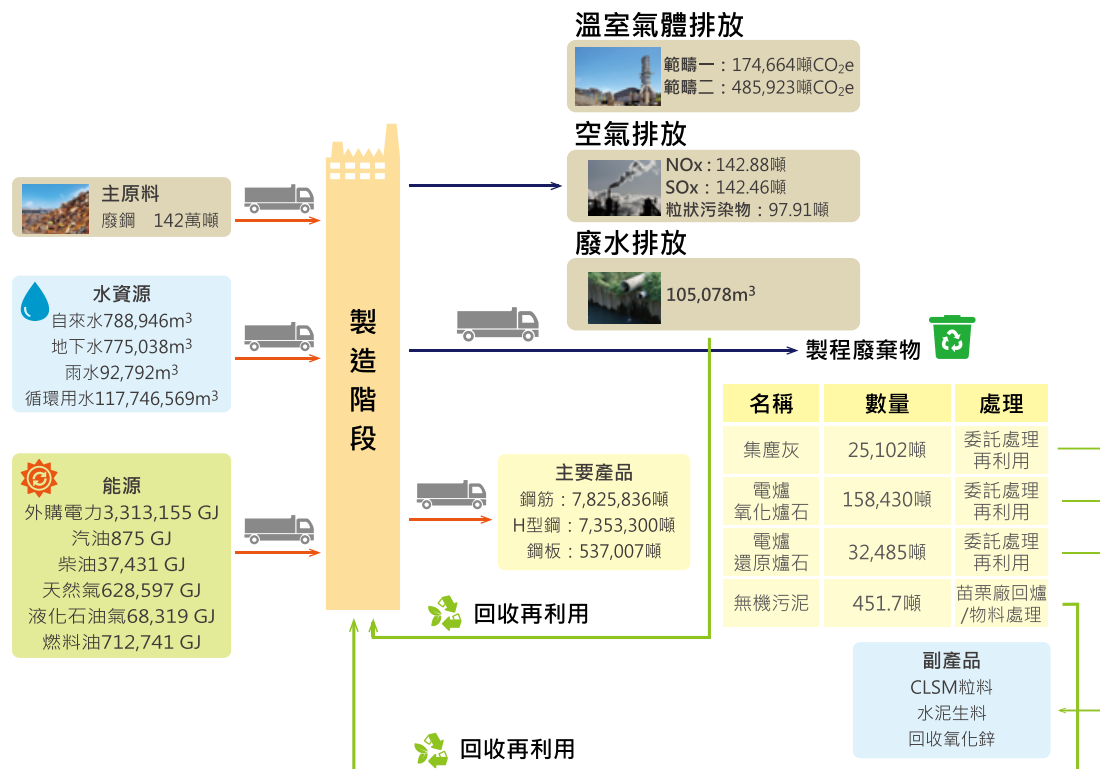 溫室氣體排放
範疇一：174,664噸CO₂e
範疇二：485,923噸CO₂e
空氣排放
NOx：142.88噸
SOx：142.46噸
粒狀污染物：97.91噸
廢水排放
105,078m³
主原料
廢鋼 142萬噸
水資源
自來水788,946m³
地下水775,038m³
雨水92,792m³
循環用水117,746,569m³
能源
外購電力3,313,155 GJ
汽油875 GJ
柴油37,431 GJ
天然氣628,597 GJ
液化石油氣68,319 GJ
燃料油712,741 GJ
製造階段
製程廢棄物
名稱 數量 處理
集塵灰 25,102噸 委託處理
再利用
電爐
氧化爐石 158,430噸 委託處理
再利用
電爐
還原爐石 32,485噸 委託處理
再利用
無機污泥 451.7噸 苗栗廠回爐
/物料處理
主要產品
鋼筋：7,825,836噸
H型鋼：7,353,300噸
鋼板：537,007噸
回收再利用
副產品
CLSM粒料
水泥生料
回收氧化鋅
回收再利用